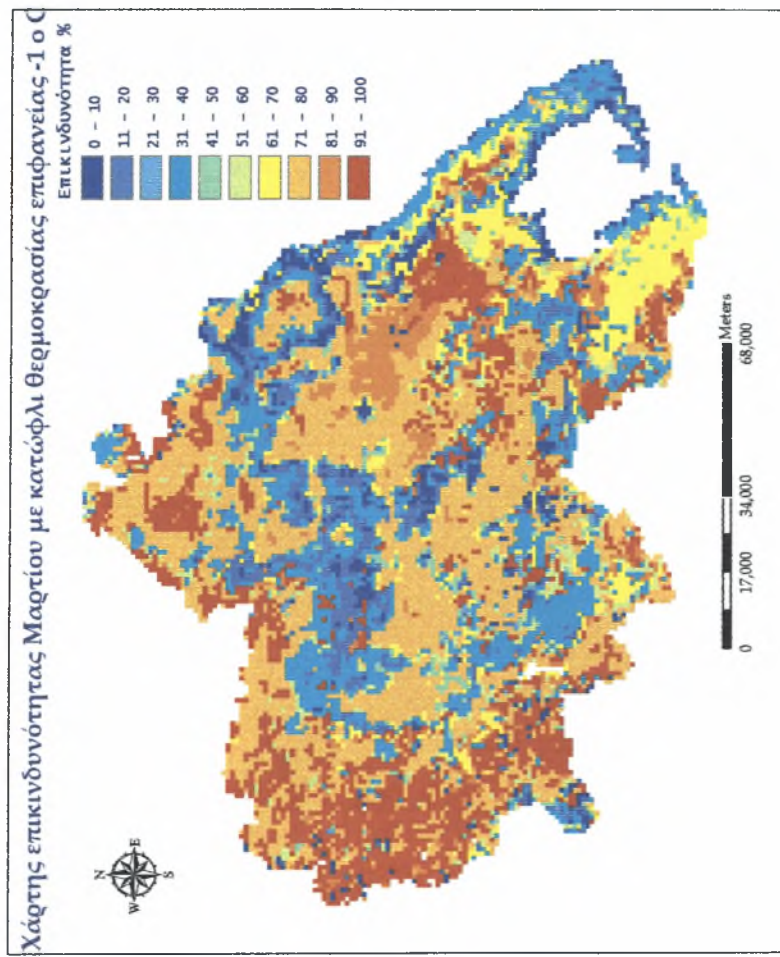 Χάρτης επικινδυνότητας Μαρτίου με κατώφλι θερμοκρασίας επιφανείας -1 ο C
Επικινδυνότητα %
0 - 10
11 - 20
21 - 30
31 - 40
41 - 50
51 - 60
61 - 70
71 - 80
81 - 90
91 - 100
N
W
E
S
Meters
0
17,000
34,000
68,000